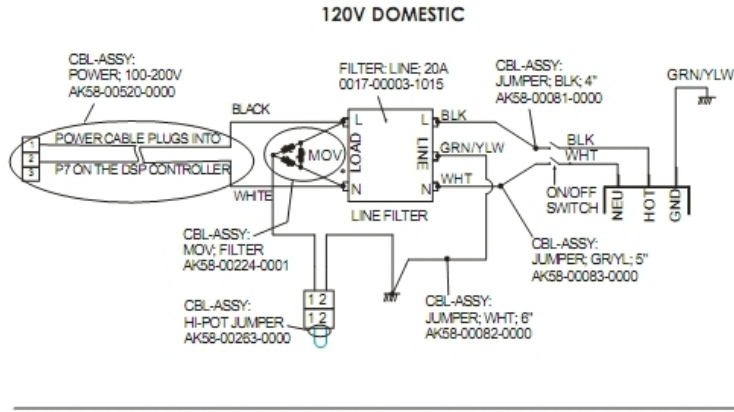 120V DOMESTIC
CBL-ASSY:
POWER; 100-200V
AK58-00520-0000
FILTER: LINE; 20A
0017-00003-1015
CBL-ASSY:
JUMPER; BLK; 4"
AK58-00081-0000
GRN/YLW
BLACK
L
L
BLK
1
POWER CABLE PLUGS INTO
2
P7 ON THE DSP CONTROLLER
3
MOV
LOAD
LINE
GRN/YLW
BLK
WHT
WHITE
N
N
WHT
ON/OFF
SWITCH
NEU
HOT
GND
LINE FILTER
CBL-ASSY:
MOV; FILTER
AK58-00224-0001
CBL-ASSY:
JUMPER; GR/YL; 5"
AK58-00083-0000
CBL-ASSY:
HI-POT JUMPER
AK58-00263-0000
1 2
1 2
CBL-ASSY:
JUMPER; WHT; 6"
AK58-00082-0000